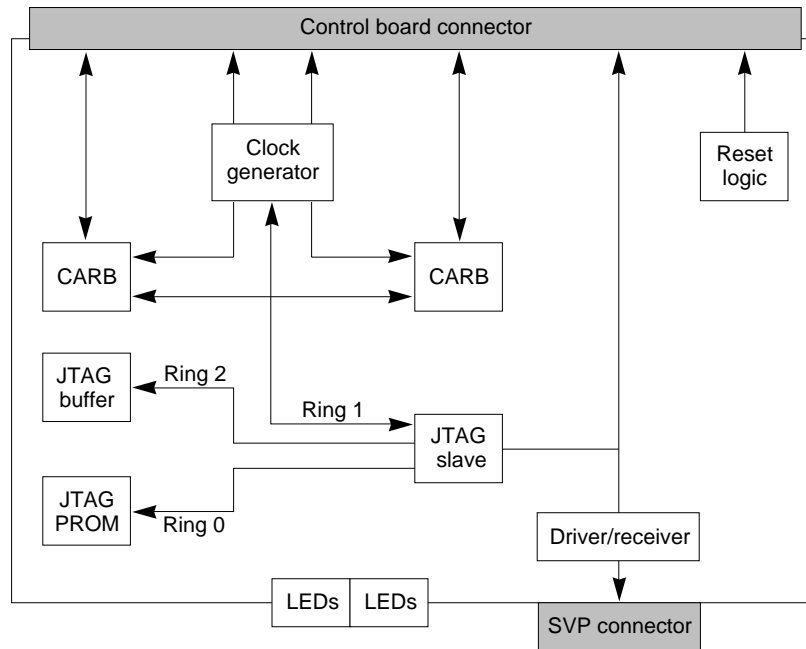 Control board connector
Clock
generator
Reset
logic
CARB
CARB
JTAG
buffer
Ring 2
Ring 1
JTAG
slave
JTAG
PROM
Ring 0
Driver/receiver
LEDs
LEDs
SVP connector